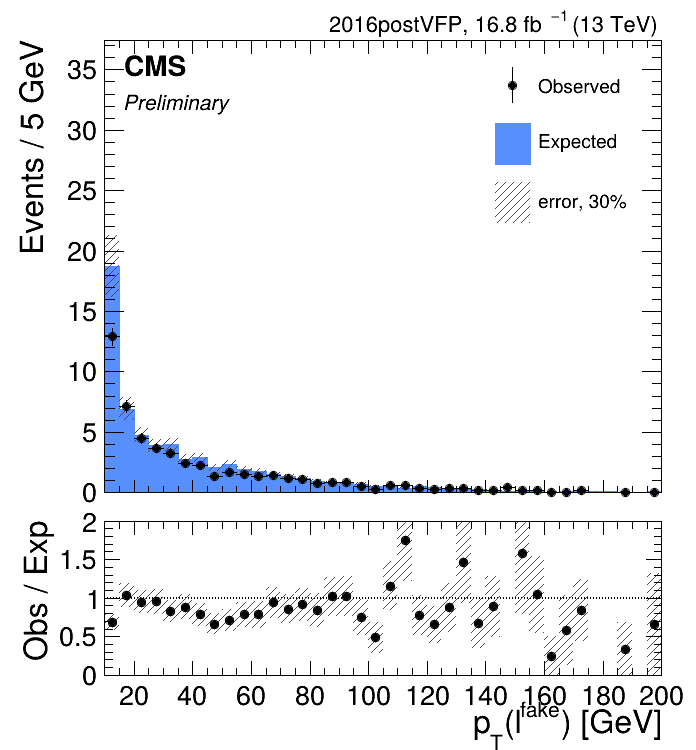 2016postVFP, 16.8 fb⁻¹ (13 TeV)
CMS
Preliminary
Observed
Expected
error, 30%
Events / 5 GeV
35
30
25
20
15
10
5
0
Obs / Exp
2
1.5
1
0.5
0
20 40 60 80 100 120 140 160 180 200
p_T(l^fake) [GeV]